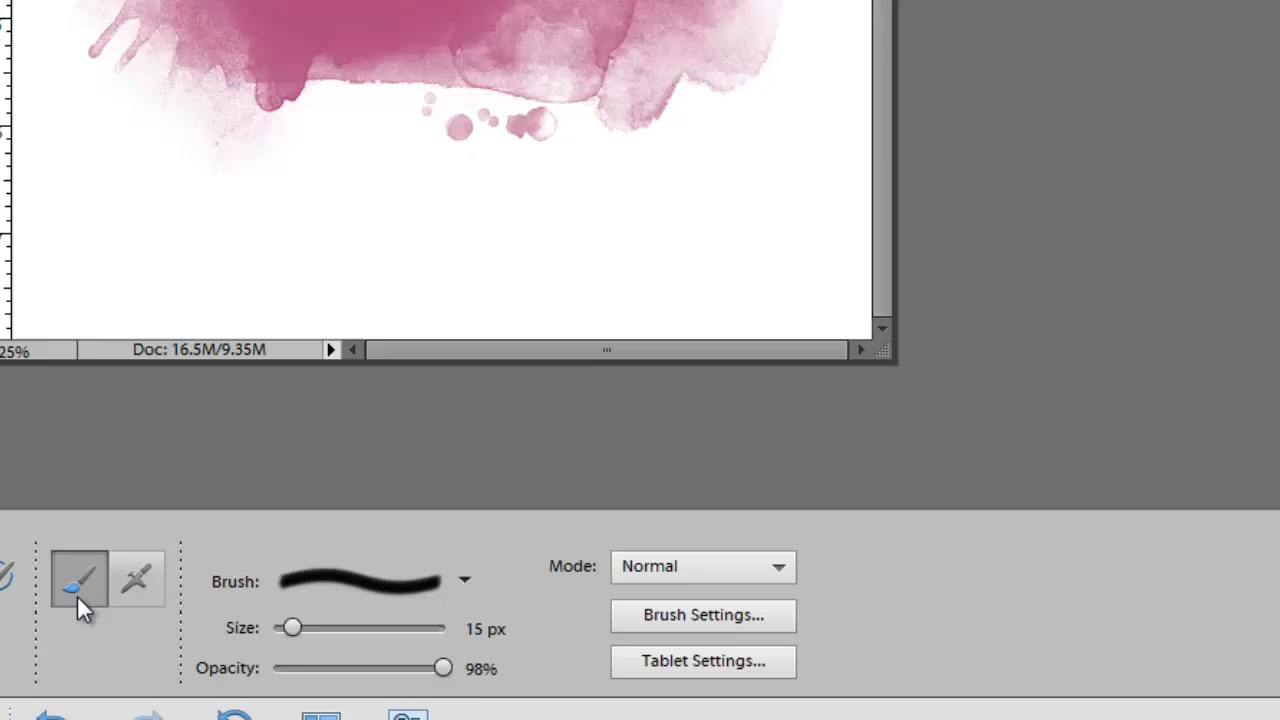 25%
Doc: 16.5M/9.35M
Brush:
Size:
15 px
Opacity:
98%
Mode:
Normal
Brush Settings...
Tablet Settings...